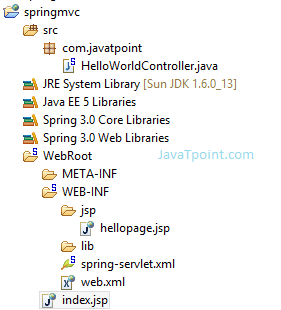 springmvc
src
com.javatpoint
HelloWorldController.java
JRE System Library [Sun JDK 1.6.0_13]
Java EE 5 Libraries
Spring 3.0 Core Libraries
Spring 3.0 Web Libraries
WebRoot JavaTpoint.com
META-INF
WEB-INF
jsp
hellopage.jsp
lib
spring-servlet.xml
web.xml
index.jsp